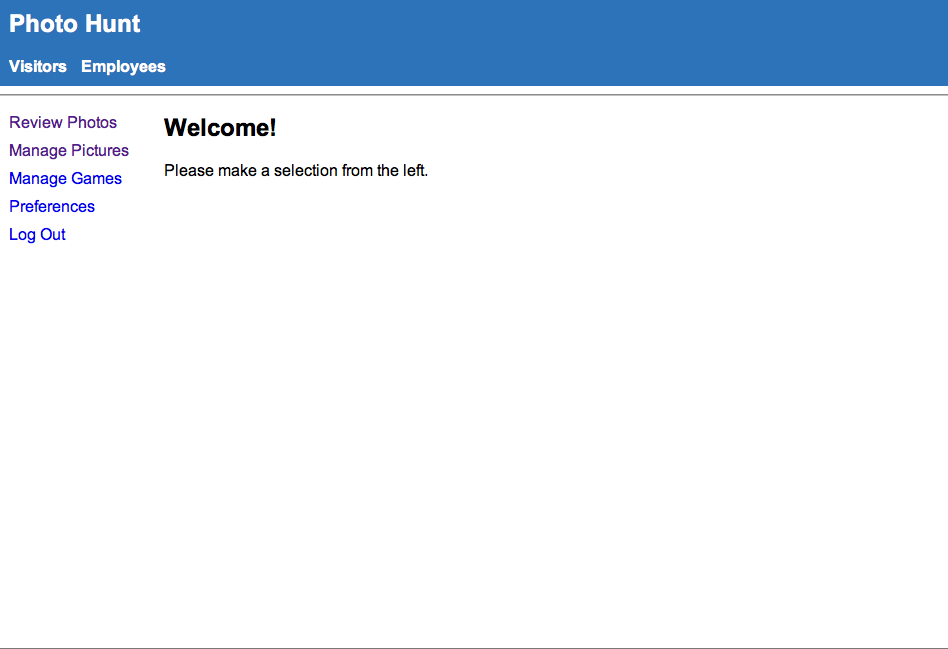 Photo Hunt
Visitors Employees
Review Photos
Manage Pictures
Manage Games
Preferences
Log Out
Welcome!
Please make a selection from the left.